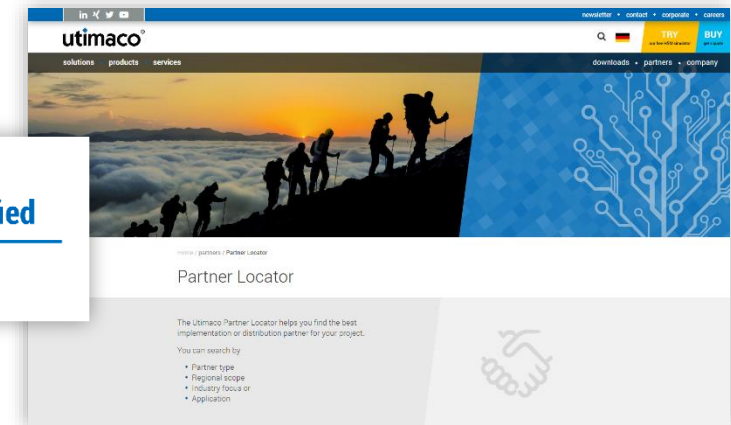 in
newsletter • contact • corporate • careers
utimaco®
TRY
BUY
solutions products services
downloads • partners • company
ied
Home / partners / Partner Locator
Partner Locator
The Utimaco Partner Locator helps you find the best
implementation or distribution partner for your project.
You can search by
• Partner type
• Regional scope
• Industry focus or
• Application